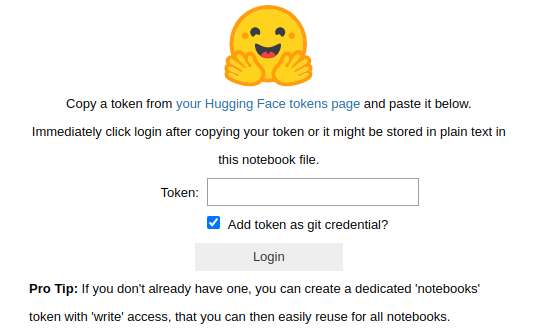 Copy a token from your Hugging Face tokens page and paste it below.
Immediately click login after copying your token or it might be stored in plain text in
this notebook file.
Token:
Add token as git credential?
Login
Pro Tip: If you don't already have one, you can create a dedicated 'notebooks'
token with 'write' access, that you can then easily reuse for all notebooks.